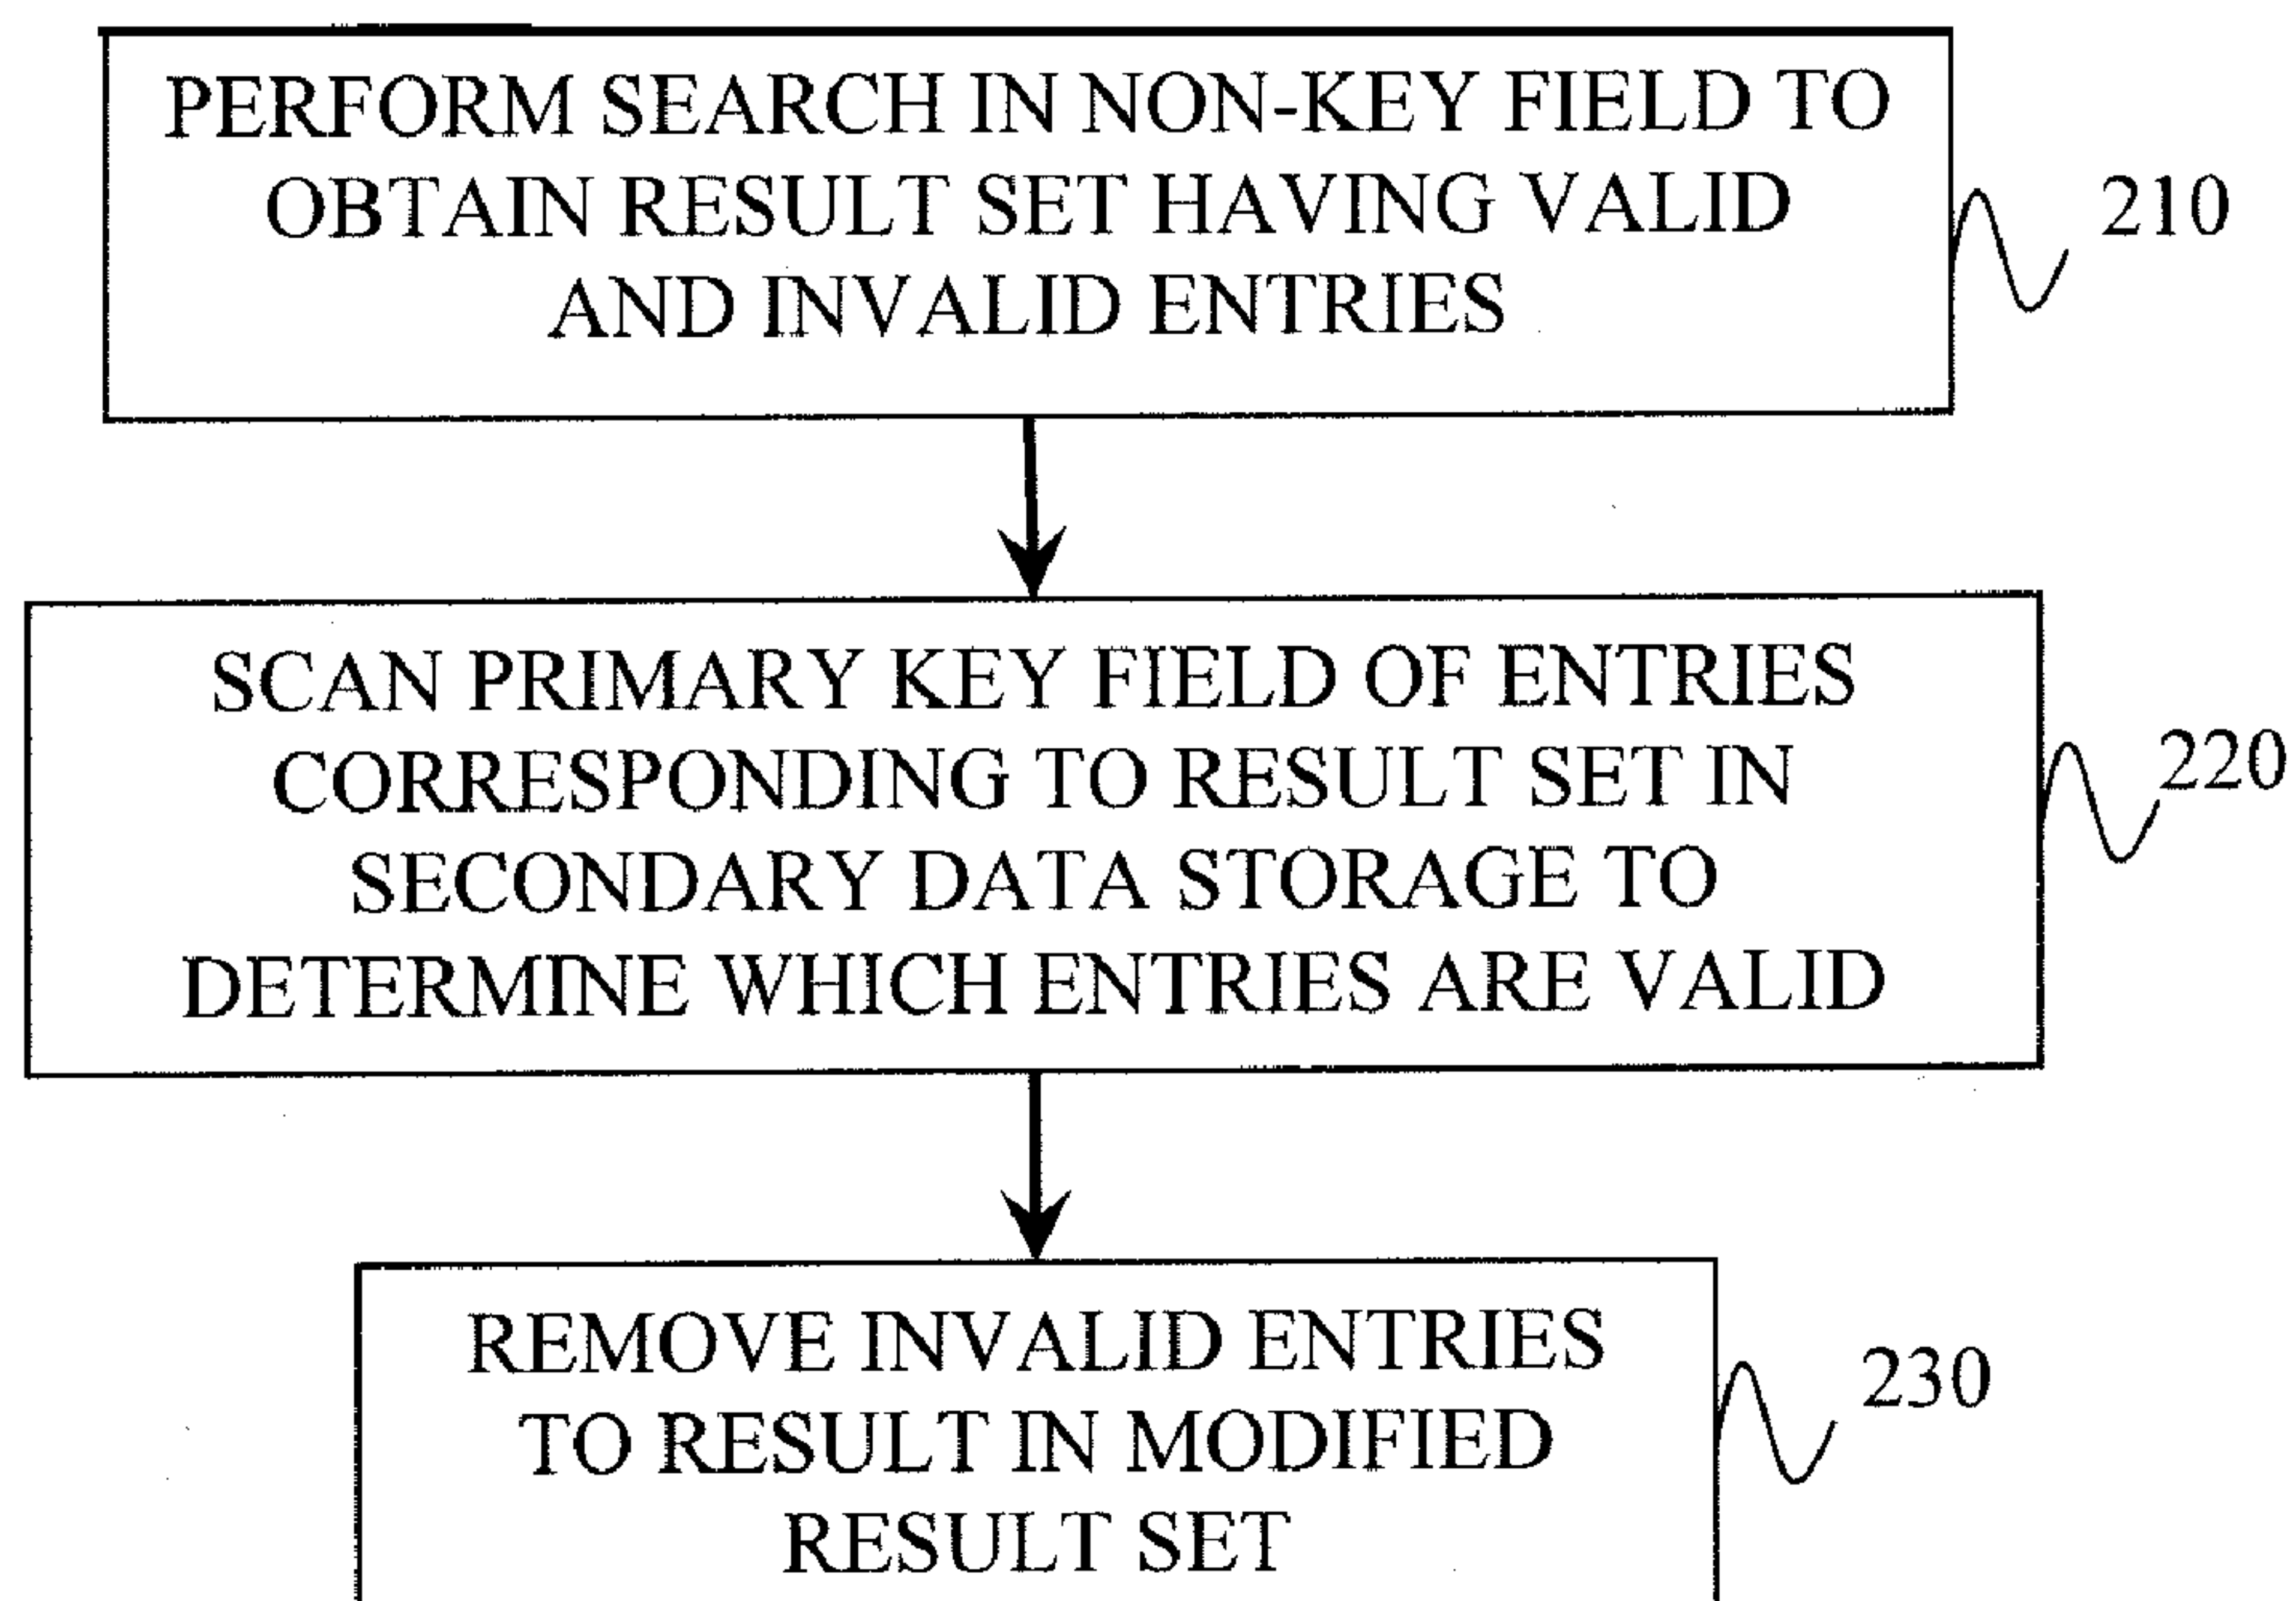 PERFORM SEARCH IN NON-KEY FIELD TO
OBTAIN RESULT SET HAVING VALID
AND INVALID ENTRIES
210
SCAN PRIMARY KEY FIELD OF ENTRIES
CORRESPONDING TO RESULT SET IN
SECONDARY DATA STORAGE TO
DETERMINE WHICH ENTRIES ARE VALID
220
REMOVE INVALID ENTRIES
TO RESULT IN MODIFIED
RESULT SET
230